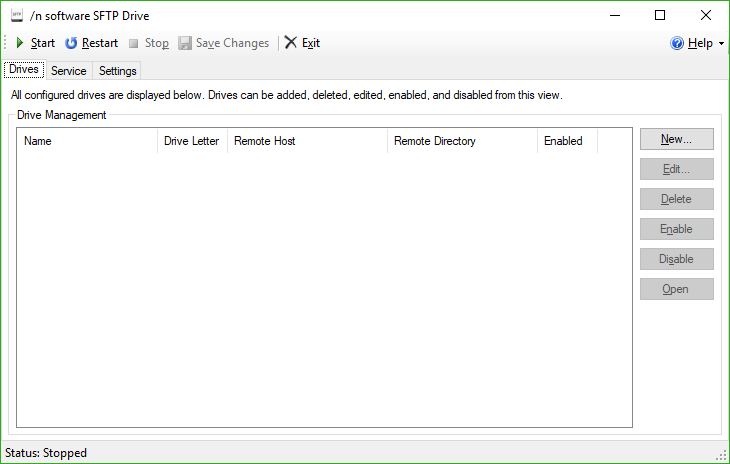 SFTP /n software SFTP Drive
Start Restart Stop Save Changes Exit Help
Drives Service Settings
All configured drives are displayed below. Drives can be added, deleted, edited, enabled, and disabled from this view.
Drive Management
Name Drive Letter Remote Host Remote Directory Enabled
New...
Edit...
Delete
Enable
Disable
Open
Status: Stopped